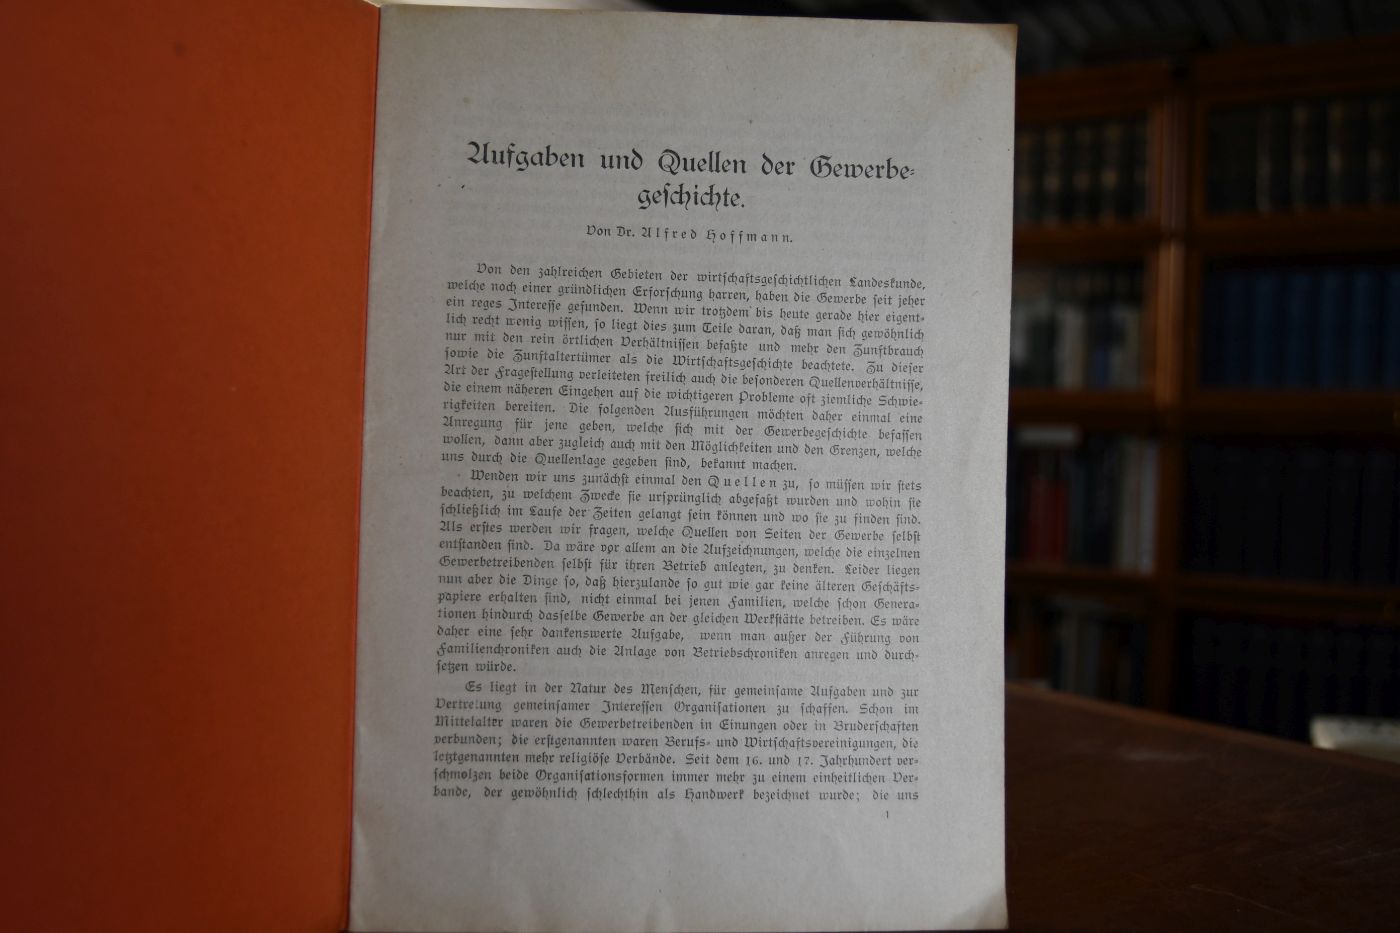 Aufgaben und Quellen der Gewerbe-
geſchichte.
Von Dr. Alfred Hoffmann.
Von den zahlreichen Gebieten der wirtſchaftsgeſchichtlichen Landeskunde,
welche noch einer gründlichen Erforſchung harren, haben die Gewerbe ſeit jeher
ein reges Intereſſe gefunden. Wenn wir trotzdem bis heute gerade hier eigent-
lich recht wenig wiſſen, ſo liegt dies zum Teile daran, daß man ſich gewöhnlich
nur mit den rein örtlichen Verhältniſſen befaßte und mehr den Zunftbrauch
ſowie die Zunftaltertümer als die Wirtſchaftsgeſchichte beachtete. Zu dieſer
Art der Frageſtellung verleiteten freilich auch die beſonderen Quellenverhältniſſe,
die einem näheren Eingehen auf die wichtigeren Probleme oft ziemliche Schwie-
rigkeiten bereiten. Die folgenden Ausführungen möchten daher einmal eine
Anregung für jene geben, welche ſich mit der Gewerbegeſchichte befaſſen
wollen, dann aber zugleich auch mit den Möglichkeiten und den Grenzen, welche
uns durch die Quellenlage gegeben ſind, bekannt machen.
Wenden wir uns zunächſt einmal den Quellen zu, ſo müſſen wir ſtets
beachten, zu welchem Zwecke ſie urſprünglich abgefaßt wurden und wohin ſie
ſchließlich im Laufe der Zeiten gelangt ſein können und wo ſie zu finden ſind.
Als erſtes werden wir fragen, welche Quellen von Seiten der Gewerbe ſelbſt
entſtanden ſind. Da wäre vor allem an die Aufzeichnungen, welche die einzelnen
Gewerbetreibenden ſelbſt für ihren Betrieb anlegten, zu denken. Leider liegen
nun aber die Dinge ſo, daß hierzulande ſo gut wie gar keine älteren Geſchäfts-
papiere erhalten ſind, nicht einmal bei jenen Familien, welche ſchon Genera-
tionen hindurch dasſelbe Gewerbe an der gleichen Werkſtätte betreiben. Es wäre
daher eine ſehr dankenswerte Aufgabe, wenn man außer der Führung von
Familienchroniken auch die Anlage von Betriebschroniken anregen und durch-
ſetzen würde.
Es liegt in der Natur des Menſchen, für gemeinſame Aufgaben und zur
Vertretung gemeinſamer Intereſſen Organiſationen zu ſchaffen. Schon im
Mittelalter waren die Gewerbetreibenden in Einungen oder in Bruderſchaften
verbunden; die erſtgenannten waren Berufs- und Wirtſchaftsvereinigungen, die
letztgenannten mehr religiöſe Verbände. Seit dem 16. und 17. Jahrhundert ver-
ſchmolzen beide Organiſationsformen immer mehr zu einem einheitlichen Ver-
bande, der gewöhnlich ſchlechthin als Handwerk bezeichnet wurde; die uns
1